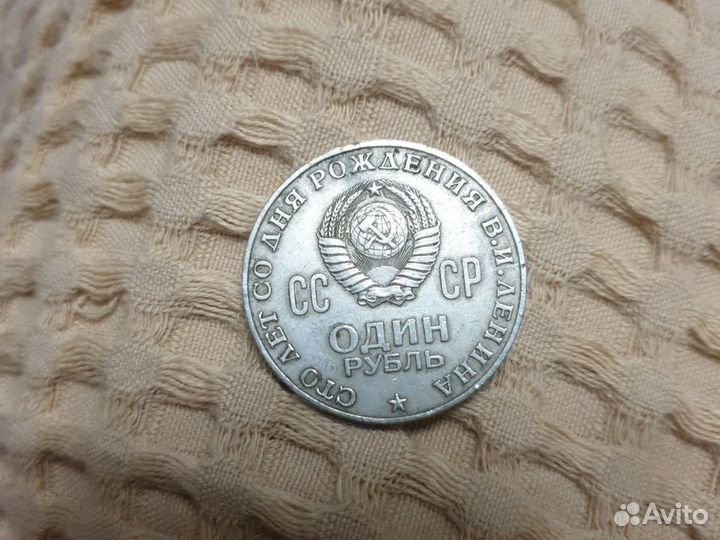 СТО ЛЕТ СО ДНЯ РОЖДЕНИЯ В.И.ЛЕНИНА
СС СР
ОДИН
РУБЛЬ
Avito